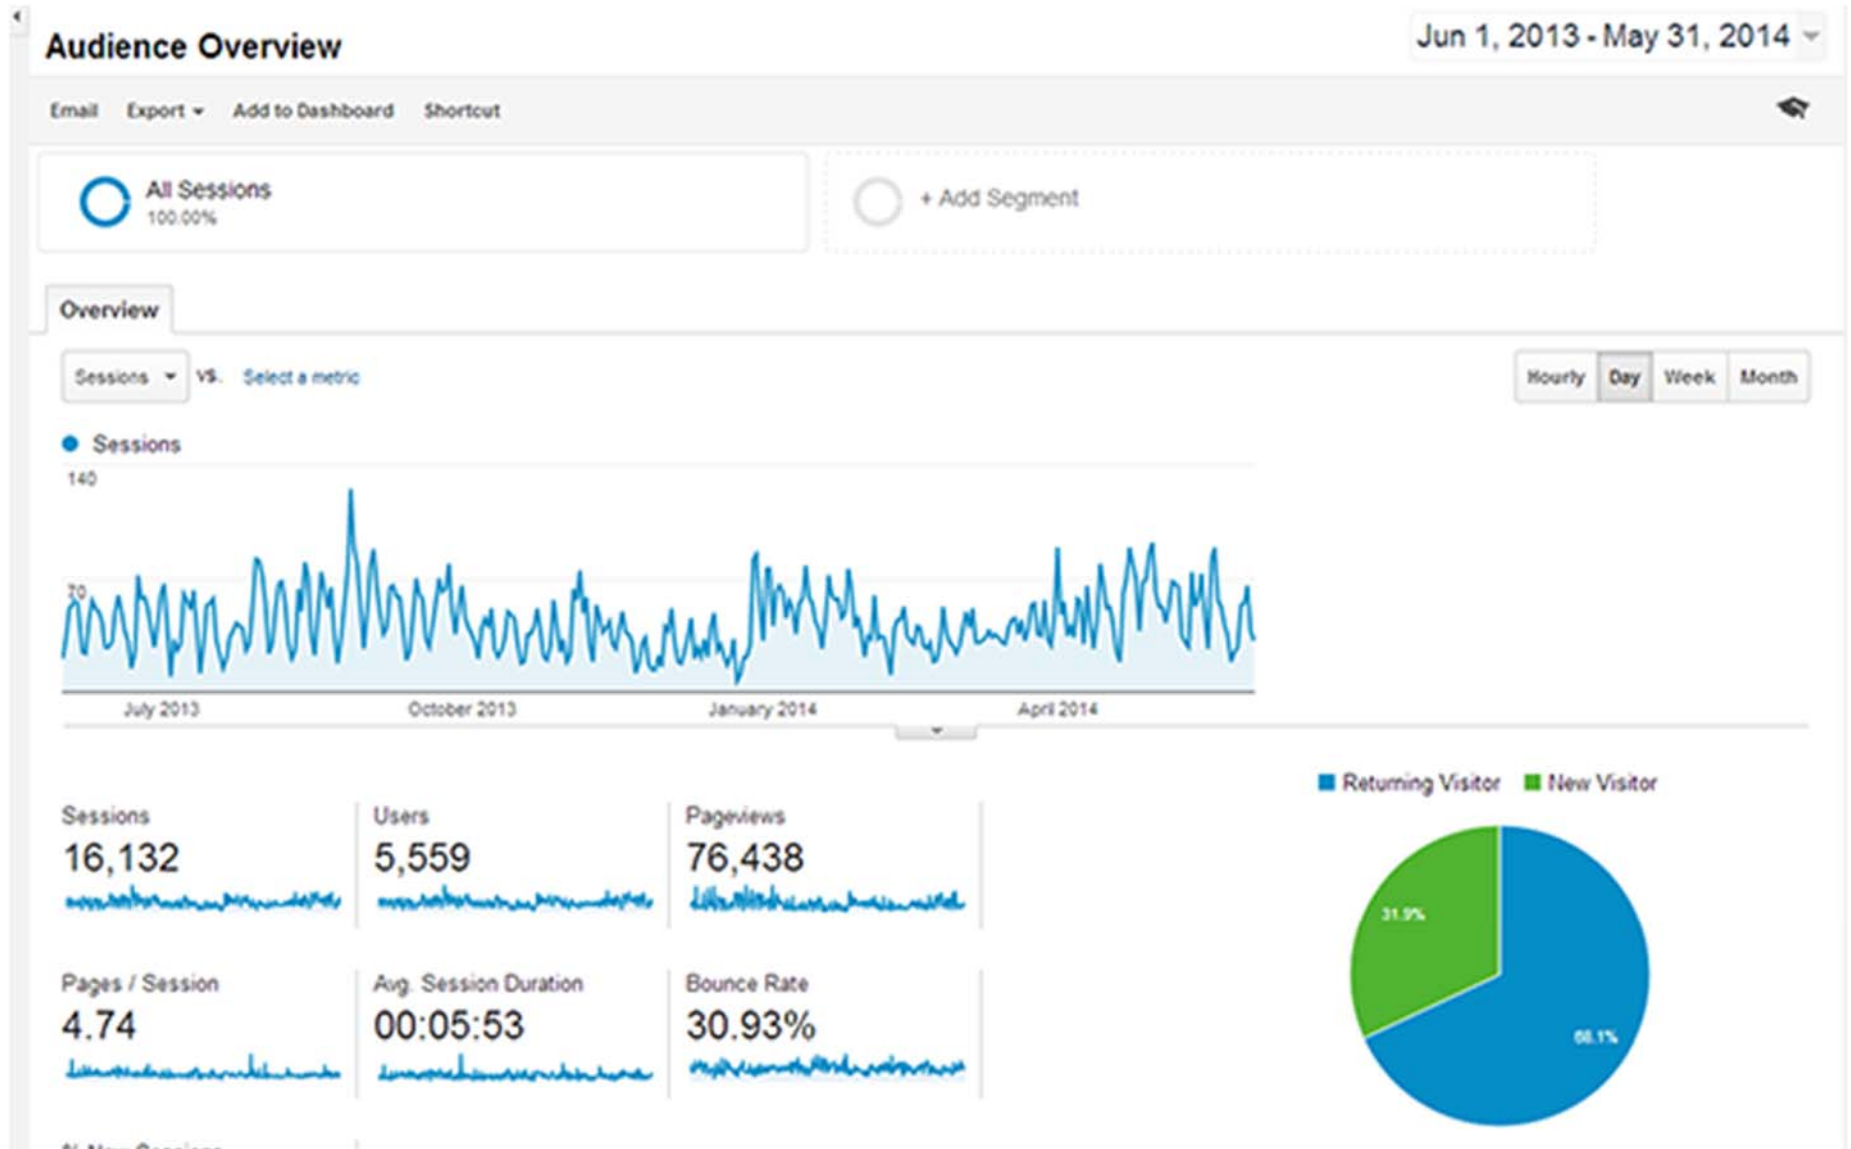 Audience Overview
Jun 1, 2013 - May 31, 2014
Email Export Add to Dashboard Shortcut
All Sessions
100.00%
+ Add Segment
Overview
Sessions VS. Select a metric
Hourly Day Week Month
Sessions
140
70
July 2013 October 2013 January 2014 April 2014
Returning Visitor New Visitor
Sessions Users Pageviews
16,132 5,559 76,438
31.9%
68.1%
Pages / Session Avg. Session Duration Bounce Rate
4.74 00:05:53 30.93%
% New Sessions